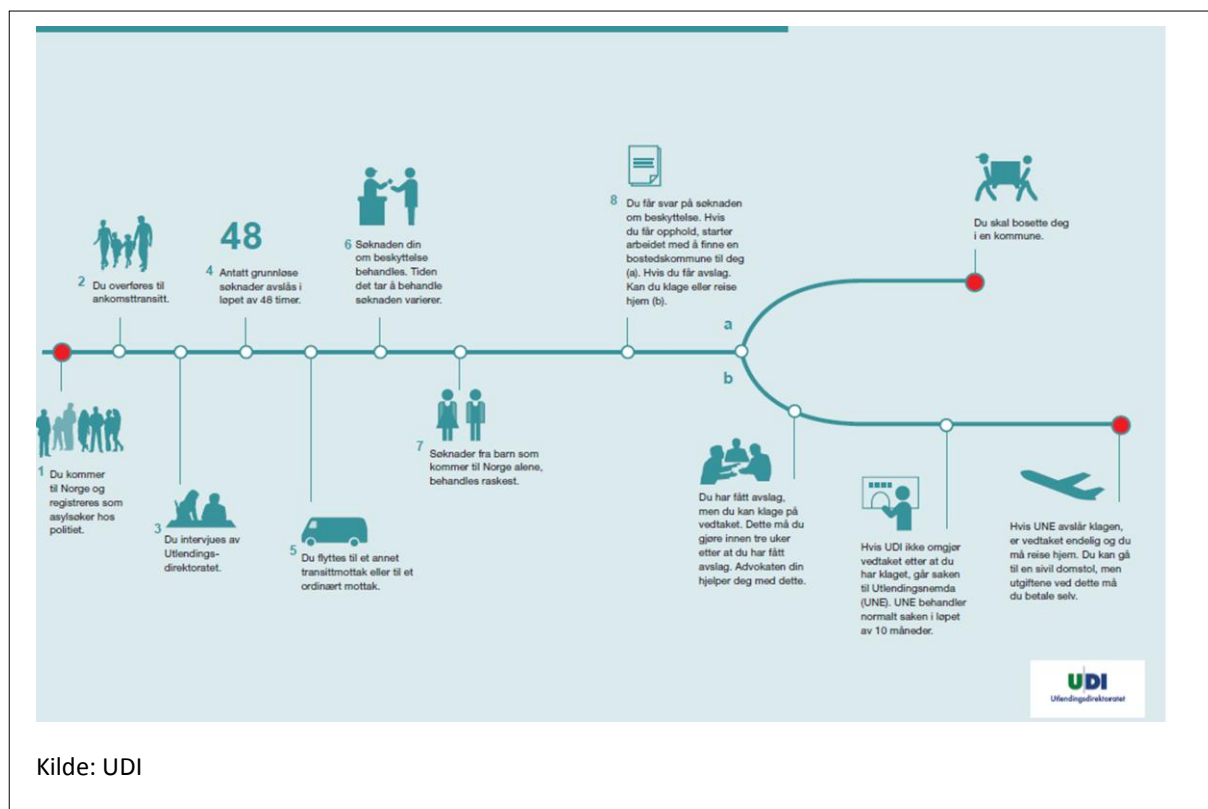 1 Du kommer
til Norge og
registreres som
asylsøker hos
politiet.
2 Du overføres til
ankomsttransitt.
3 Du intervjues av
Utlendings-
direktoratet.
48
4 Antatt grunnløse
søknader avslås i
løpet av 48 timer.
5 Du flyttes til et annet
transittmottak eller til et
ordinært mottak.
6 Søknaden din
om beskyttelse
behandles. Tiden
det tar å behandle
søknaden varierer.
7 Søknader fra barn som
kommer til Norge alene,
behandles raskest.
8 Du får svar på søknaden
om beskyttelse. Hvis
du får opphold, starter
arbeidet med å finne en
bostedskommune til deg
(a). Hvis du får avslag.
Kan du klage eller reise
hjem (b).
a
Du skal bosette deg
i en kommune.
b
Du har fått avslag,
men du kan klage på
vedtaket. Dette må du
gjøre innen tre uker
etter at du har fått
avslag. Advokaten din
hjelper deg med dette.
Hvis UDI ikke omgjør
vedtaket etter at du
har klaget, går saken
til Utlendingsnemda
(UNE). UNE behandler
normalt saken i løpet
av 10 måneder.
Hvis UNE avslår klagen,
er vedtaket endelig og du
må reise hjem. Du kan gå
til en sivil domstol, men
utgiftene ved dette må
du betale selv.
UDI
Utlendingsdirektoratet
Kilde: UDI